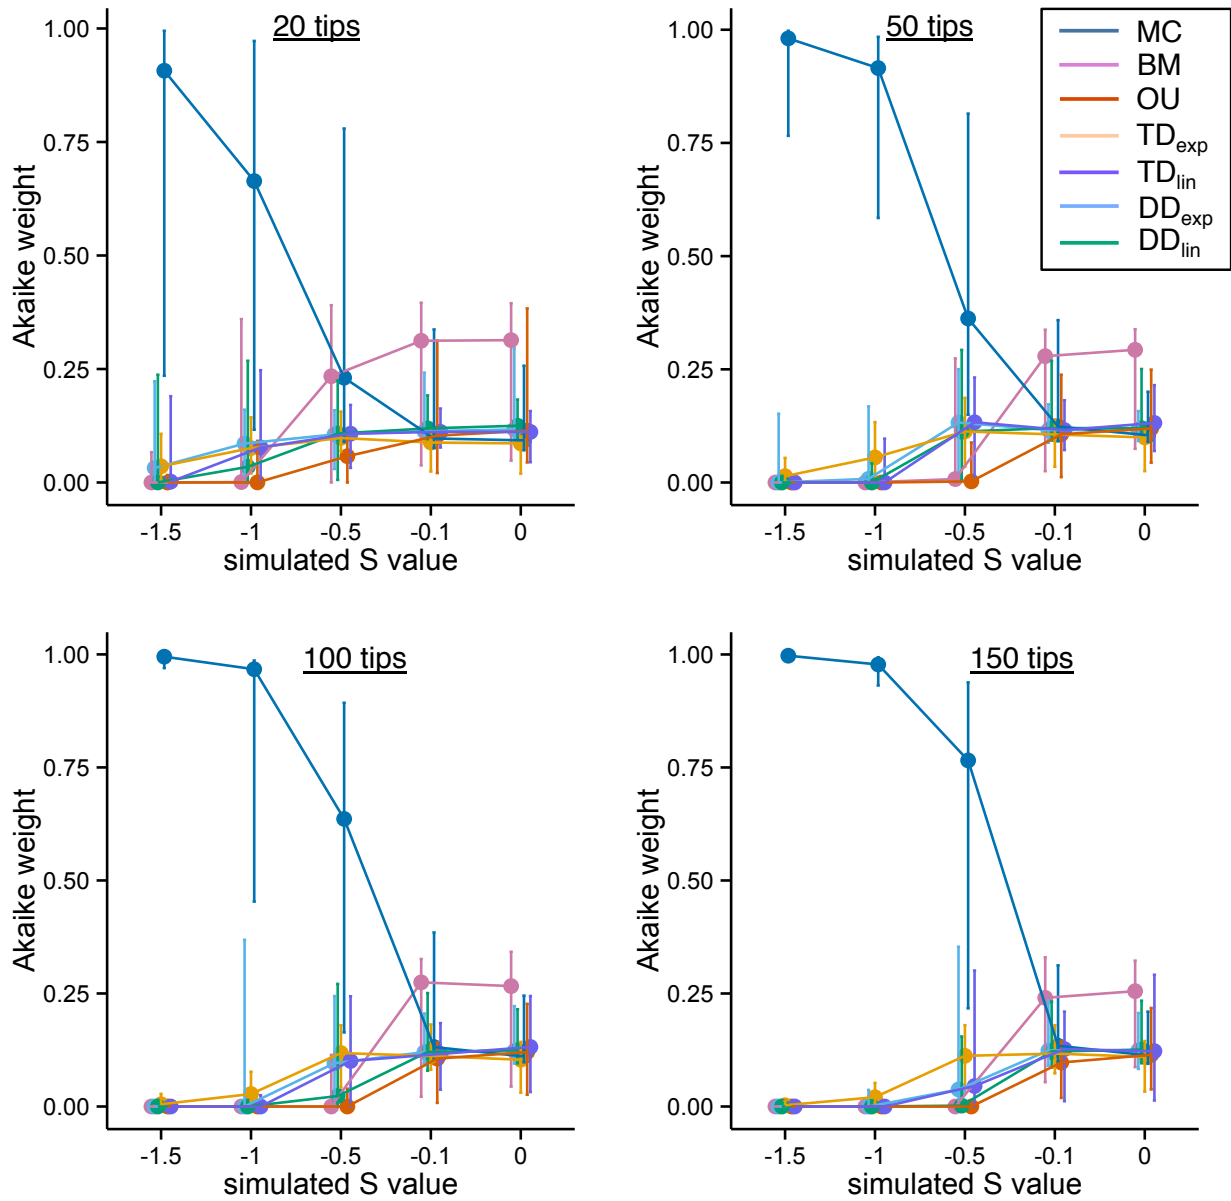 20 tips
Akaike weight
1.00
0.75
0.50
0.25
0.00
-1.5 -1 -0.5 -0.1 0
simulated S value
50 tips
Akaike weight
1.00
0.75
0.50
0.25
0.00
-1.5 -1 -0.5 -0.1 0
simulated S value
MC
BM
OU
TDexp
TDlin
DDexp
DDlin
100 tips
Akaike weight
1.00
0.75
0.50
0.25
0.00
-1.5 -1 -0.5 -0.1 0
simulated S value
150 tips
Akaike weight
1.00
0.75
0.50
0.25
0.00
-1.5 -1 -0.5 -0.1 0
simulated S value